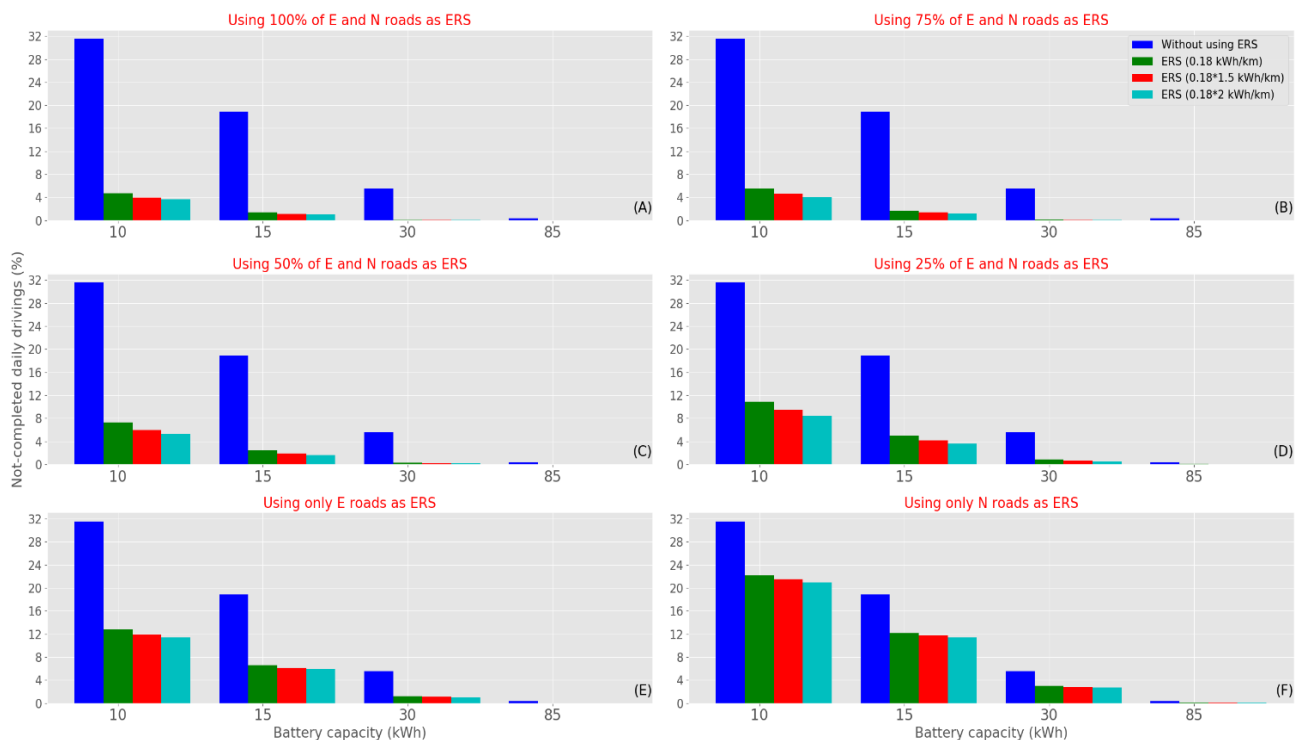 Using 100% of E and N roads as ERS
32
28
24
20
16
12
8
4
0
10 15 30 85
(A)
Using 75% of E and N roads as ERS
32
28
24
20
16
12
8
4
0
10 15 30 85
Without using ERS
ERS (0.18 kWh/km)
ERS (0.18*1.5 kWh/km)
ERS (0.18*2 kWh/km)
(B)
Not-completed daily drivings (%)
Using 50% of E and N roads as ERS
32
28
24
20
16
12
8
4
0
10 15 30 85
(C)
Using 25% of E and N roads as ERS
32
28
24
20
16
12
8
4
0
10 15 30 85
(D)
Using only E roads as ERS
32
28
24
20
16
12
8
4
0
10 15 30 85
(E)
Battery capacity (kWh)
Using only N roads as ERS
32
28
24
20
16
12
8
4
0
10 15 30 85
(F)
Battery capacity (kWh)